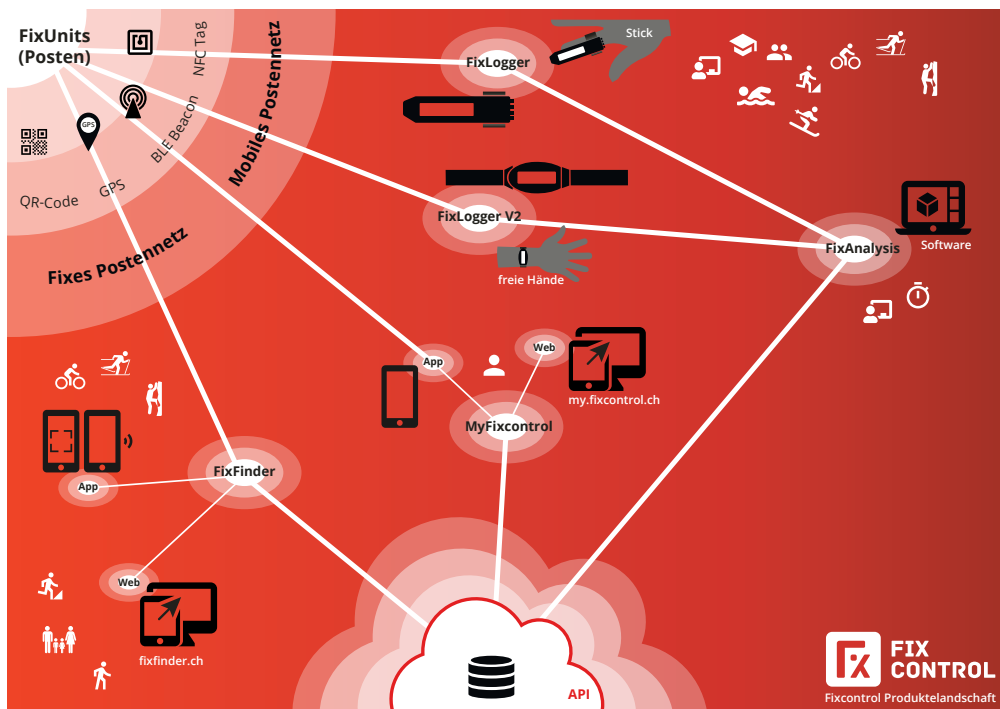 FixUnits
(Posten)
NFC Tag
BLE Beacon
GPS
GPS
QR-Code
Mobiles Postennetz
Fixes Postennetz
FixLogger
Stick
FixLogger V2
freie Hände
FixAnalysis
Software
App
Web
my.fixcontrol.ch
MyFixcontrol
FixFinder
App
Web
fixfinder.ch
API
FIX
CONTROL
Fixcontrol Produktelandschaft